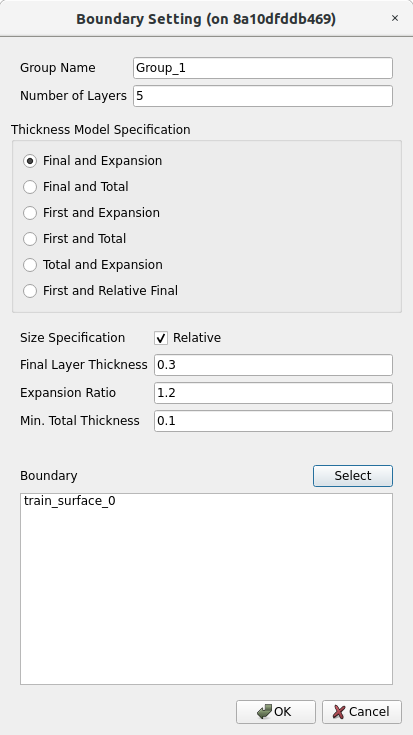 Boundary Setting (on 8a10dfddb469)
×
Group Name Group_1
Number of Layers 5
Thickness Model Specification
Final and Expansion
Final and Total
First and Expansion
First and Total
Total and Expansion
First and Relative Final
Size Specification Relative
Final Layer Thickness 0.3
Expansion Ratio 1.2
Min. Total Thickness 0.1
Boundary Select
train_surface_0
OK Cancel